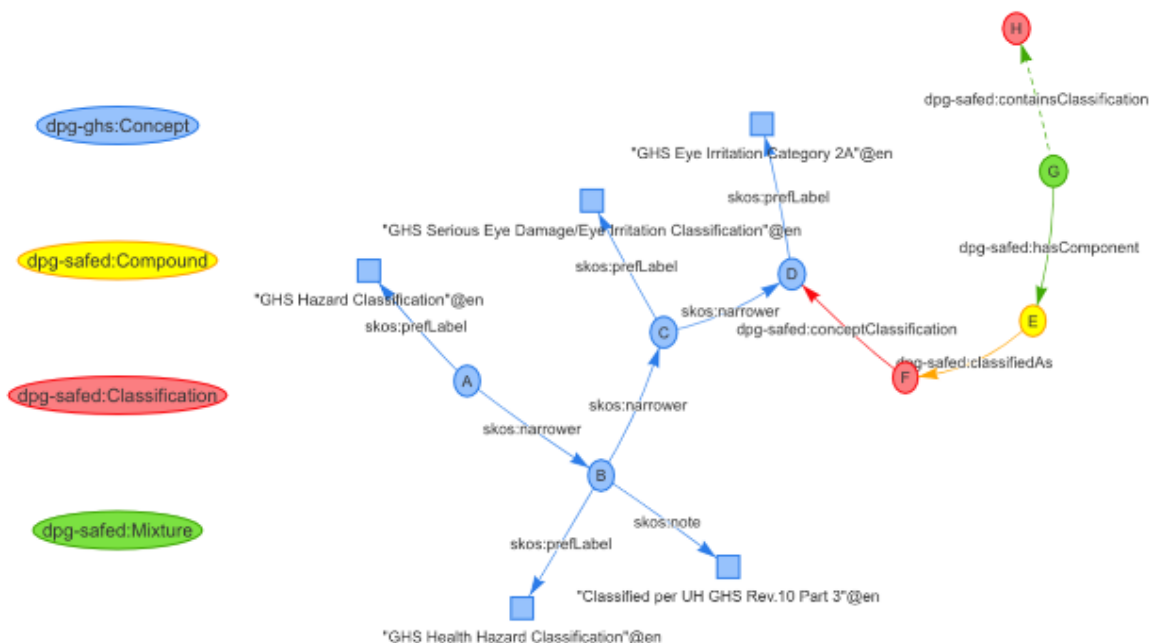 H
dpg-safed:containsClassification
dpg-ghs:Concept
"GHS Eye Irritation Category 2A"@en
G
skos:prefLabel
"GHS Serious Eye Damage/Eye Irritation Classification"@en
dpg-safed:hasComponent
dpg-safed:Compound
skos:prefLabel
D
"GHS Hazard Classification"@en
skos:narrower
E
skos:prefLabel
C
dpg-safed:conceptClassification
dpg-safed:classifiedAs
A
F
dpg-safed:Classification
skos:narrower
skos:narrower
B
skos:note
dpg-safed:Mixture
skos:prefLabel
"Classified per UH GHS Rev.10 Part 3"@en
"GHS Health Hazard Classification"@en